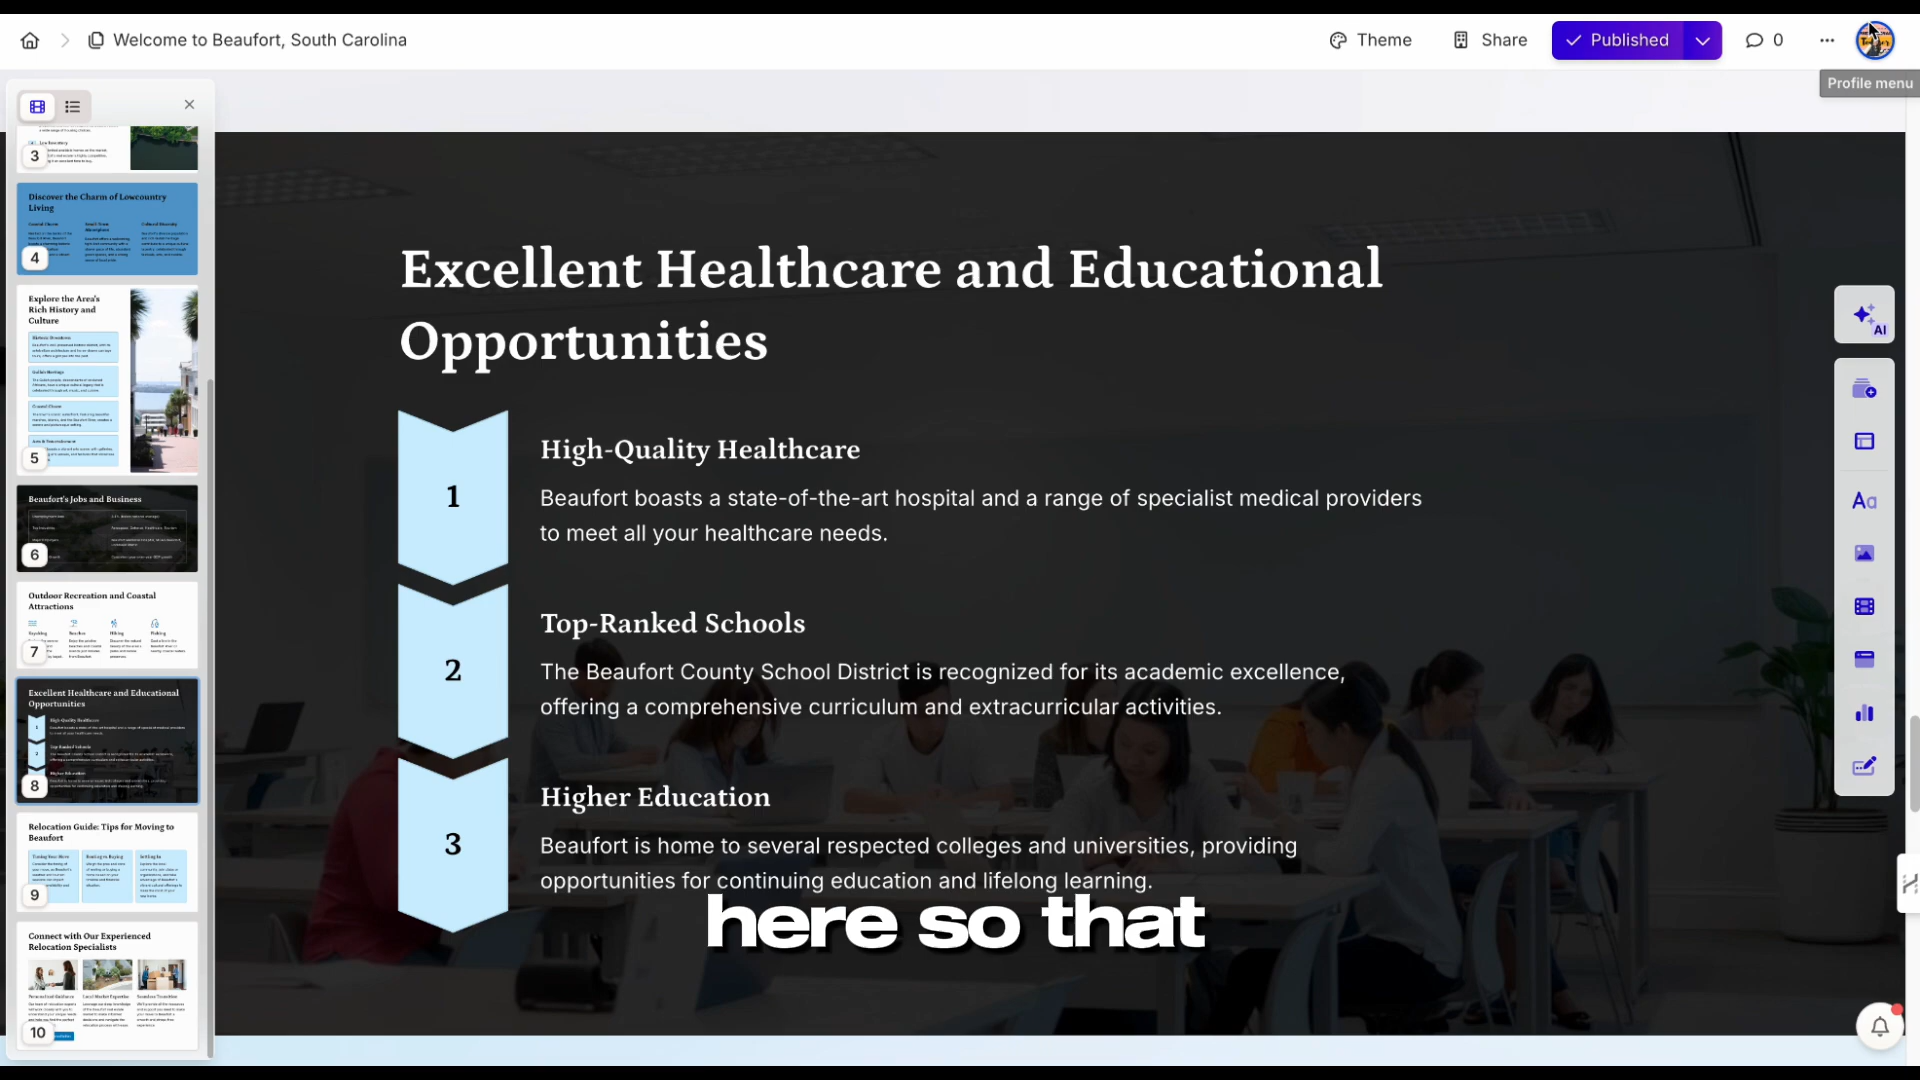 Welcome to Beaufort, South Carolina
Theme
Share
Published
0
Profile menu
3
Discover the Charm of Lowcountry
Living
4
Explore the Area's
Rich History and
Culture
5
Beaufort's Jobs and Business
6
Outdoor Recreation and Coastal
Attractions
7
Excellent Healthcare and Educational
Opportunities
8
Relocation Guide: Tips for Moving to
Beaufort
9
Connect with Our Experienced
Relocation Specialists
10
Excellent Healthcare and Educational
Opportunities
1
High-Quality Healthcare
Beaufort boasts a state-of-the-art hospital and a range of specialist medical providers
to meet all your healthcare needs.
2
Top-Ranked Schools
The Beaufort County School District is recognized for its academic excellence,
offering a comprehensive curriculum and extracurricular activities.
3
Higher Education
Beaufort is home to several respected colleges and universities, providing
opportunities for continuing education and lifelong learning.
here so that
AI
Aa